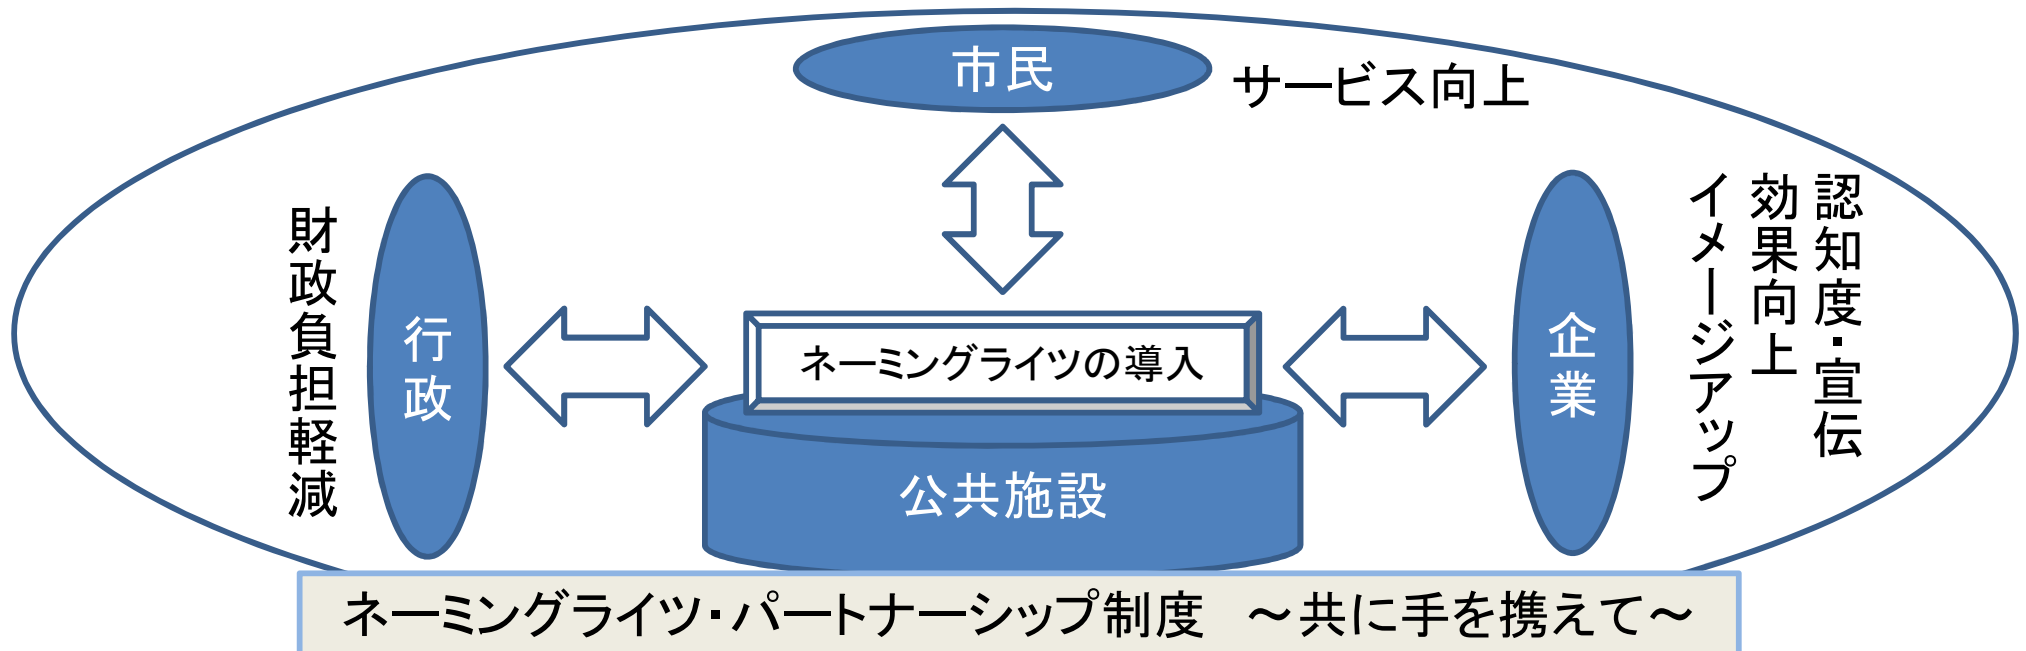 市民
サービス向上
財政負担軽減
行政
ネーミングライツの導入
公共施設
企業
認知度・宣伝
効果向上
イメージアップ
ネーミングライツ・パートナーシップ制度　～共に手を携えて～